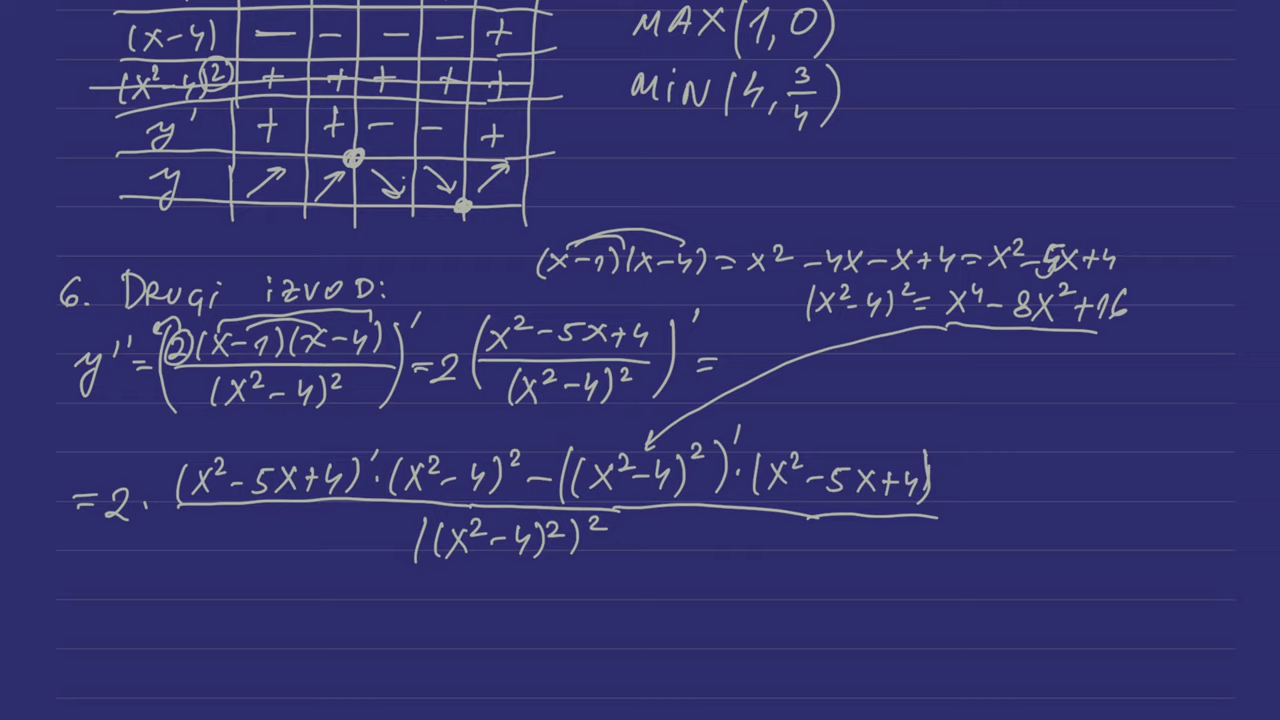 (x-4) | - | - | - | - | +
(x²-4)² | + | + | + | + | +
y' | + | + | - | - | +
y | ↗ | ↗ | ↘ | ↘ | ↗
MAX(1,0)
MIN(4, 3/4)
(x-1)(x-4) = x² - 4x - x + 4 = x² - 5x + 4
(x²-4)² = x⁴ - 8x² + 16
6. Drugi izvod:
y'' = (2(x-1)(x-4) / (x²-4)²)' = 2 (x²-5x+4 / (x²-4)²)' =
= 2 · (x²-5x+4)' · (x²-4)² - ((x²-4)²)' · (x²-5x+4) / ((x²-4)²)²